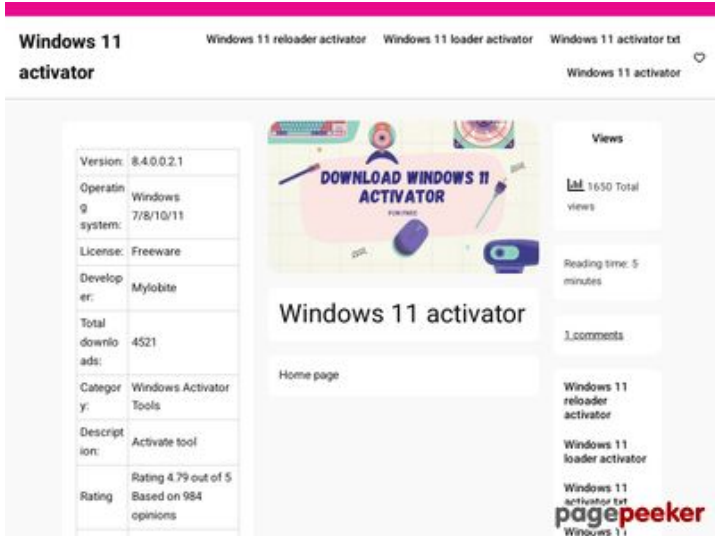 Windows 11
activator
Windows 11 reloader activator Windows 11 loader activator Windows 11 activator txt
Windows 11 activator
Version: 8.4.0.0.2.1
Operatin
g
system:
Windows
7/8/10/11
License: Freeware
Develop
er:
Mylobite
Total
downlo
ads:
4521
Categor
y:
Windows Activator
Tools
Descript
ion:
Activate tool
Rating
Rating 4.79 out of 5
Based on 984
opinions
DOWNLOAD WINDOWS 11
ACTIVATOR
FOR FREE
Windows 11 activator
Home page
Views
1650 Total
views
Reading time: 5
minutes
1 comments
Windows 11
reloader
activator
Windows 11
loader activator
Windows 11
activator txt
Windows 11
pagepeeker